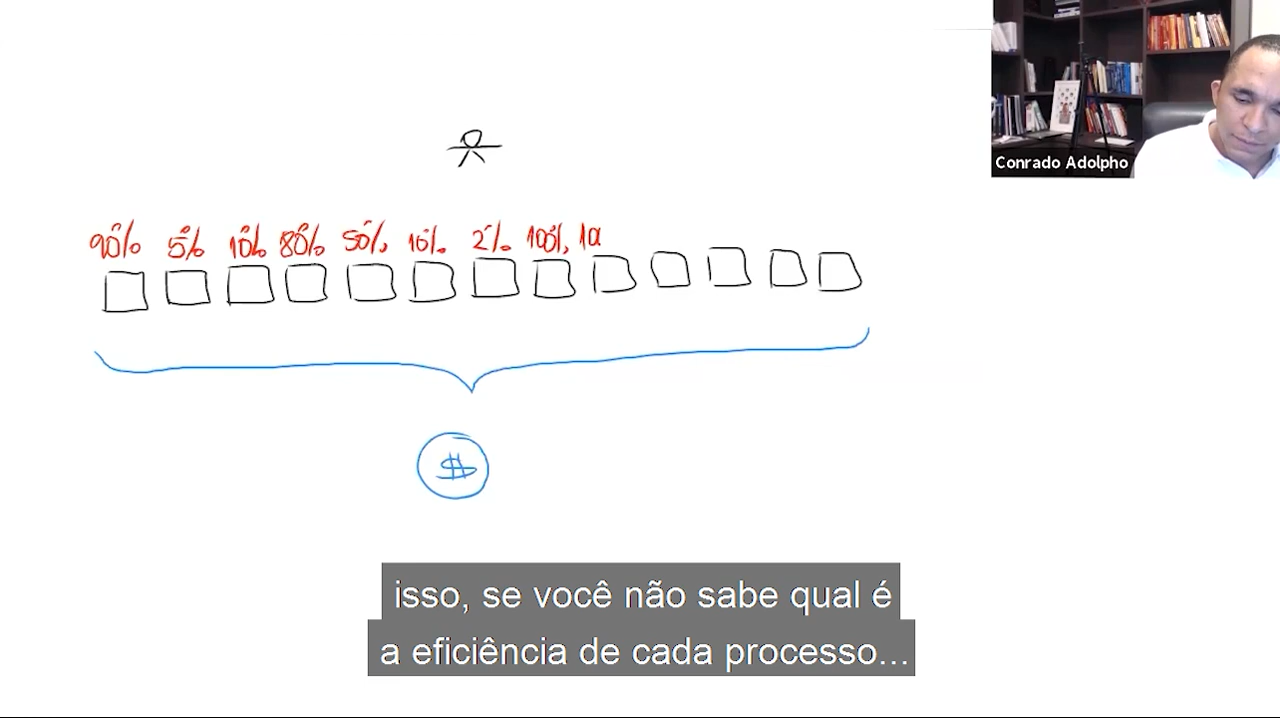 Conrado Adolpho
90% 5% 10% 80% 50% 10% 2% 100%, 10
$
isso, se você não sabe qual é
a eficiência de cada processo...